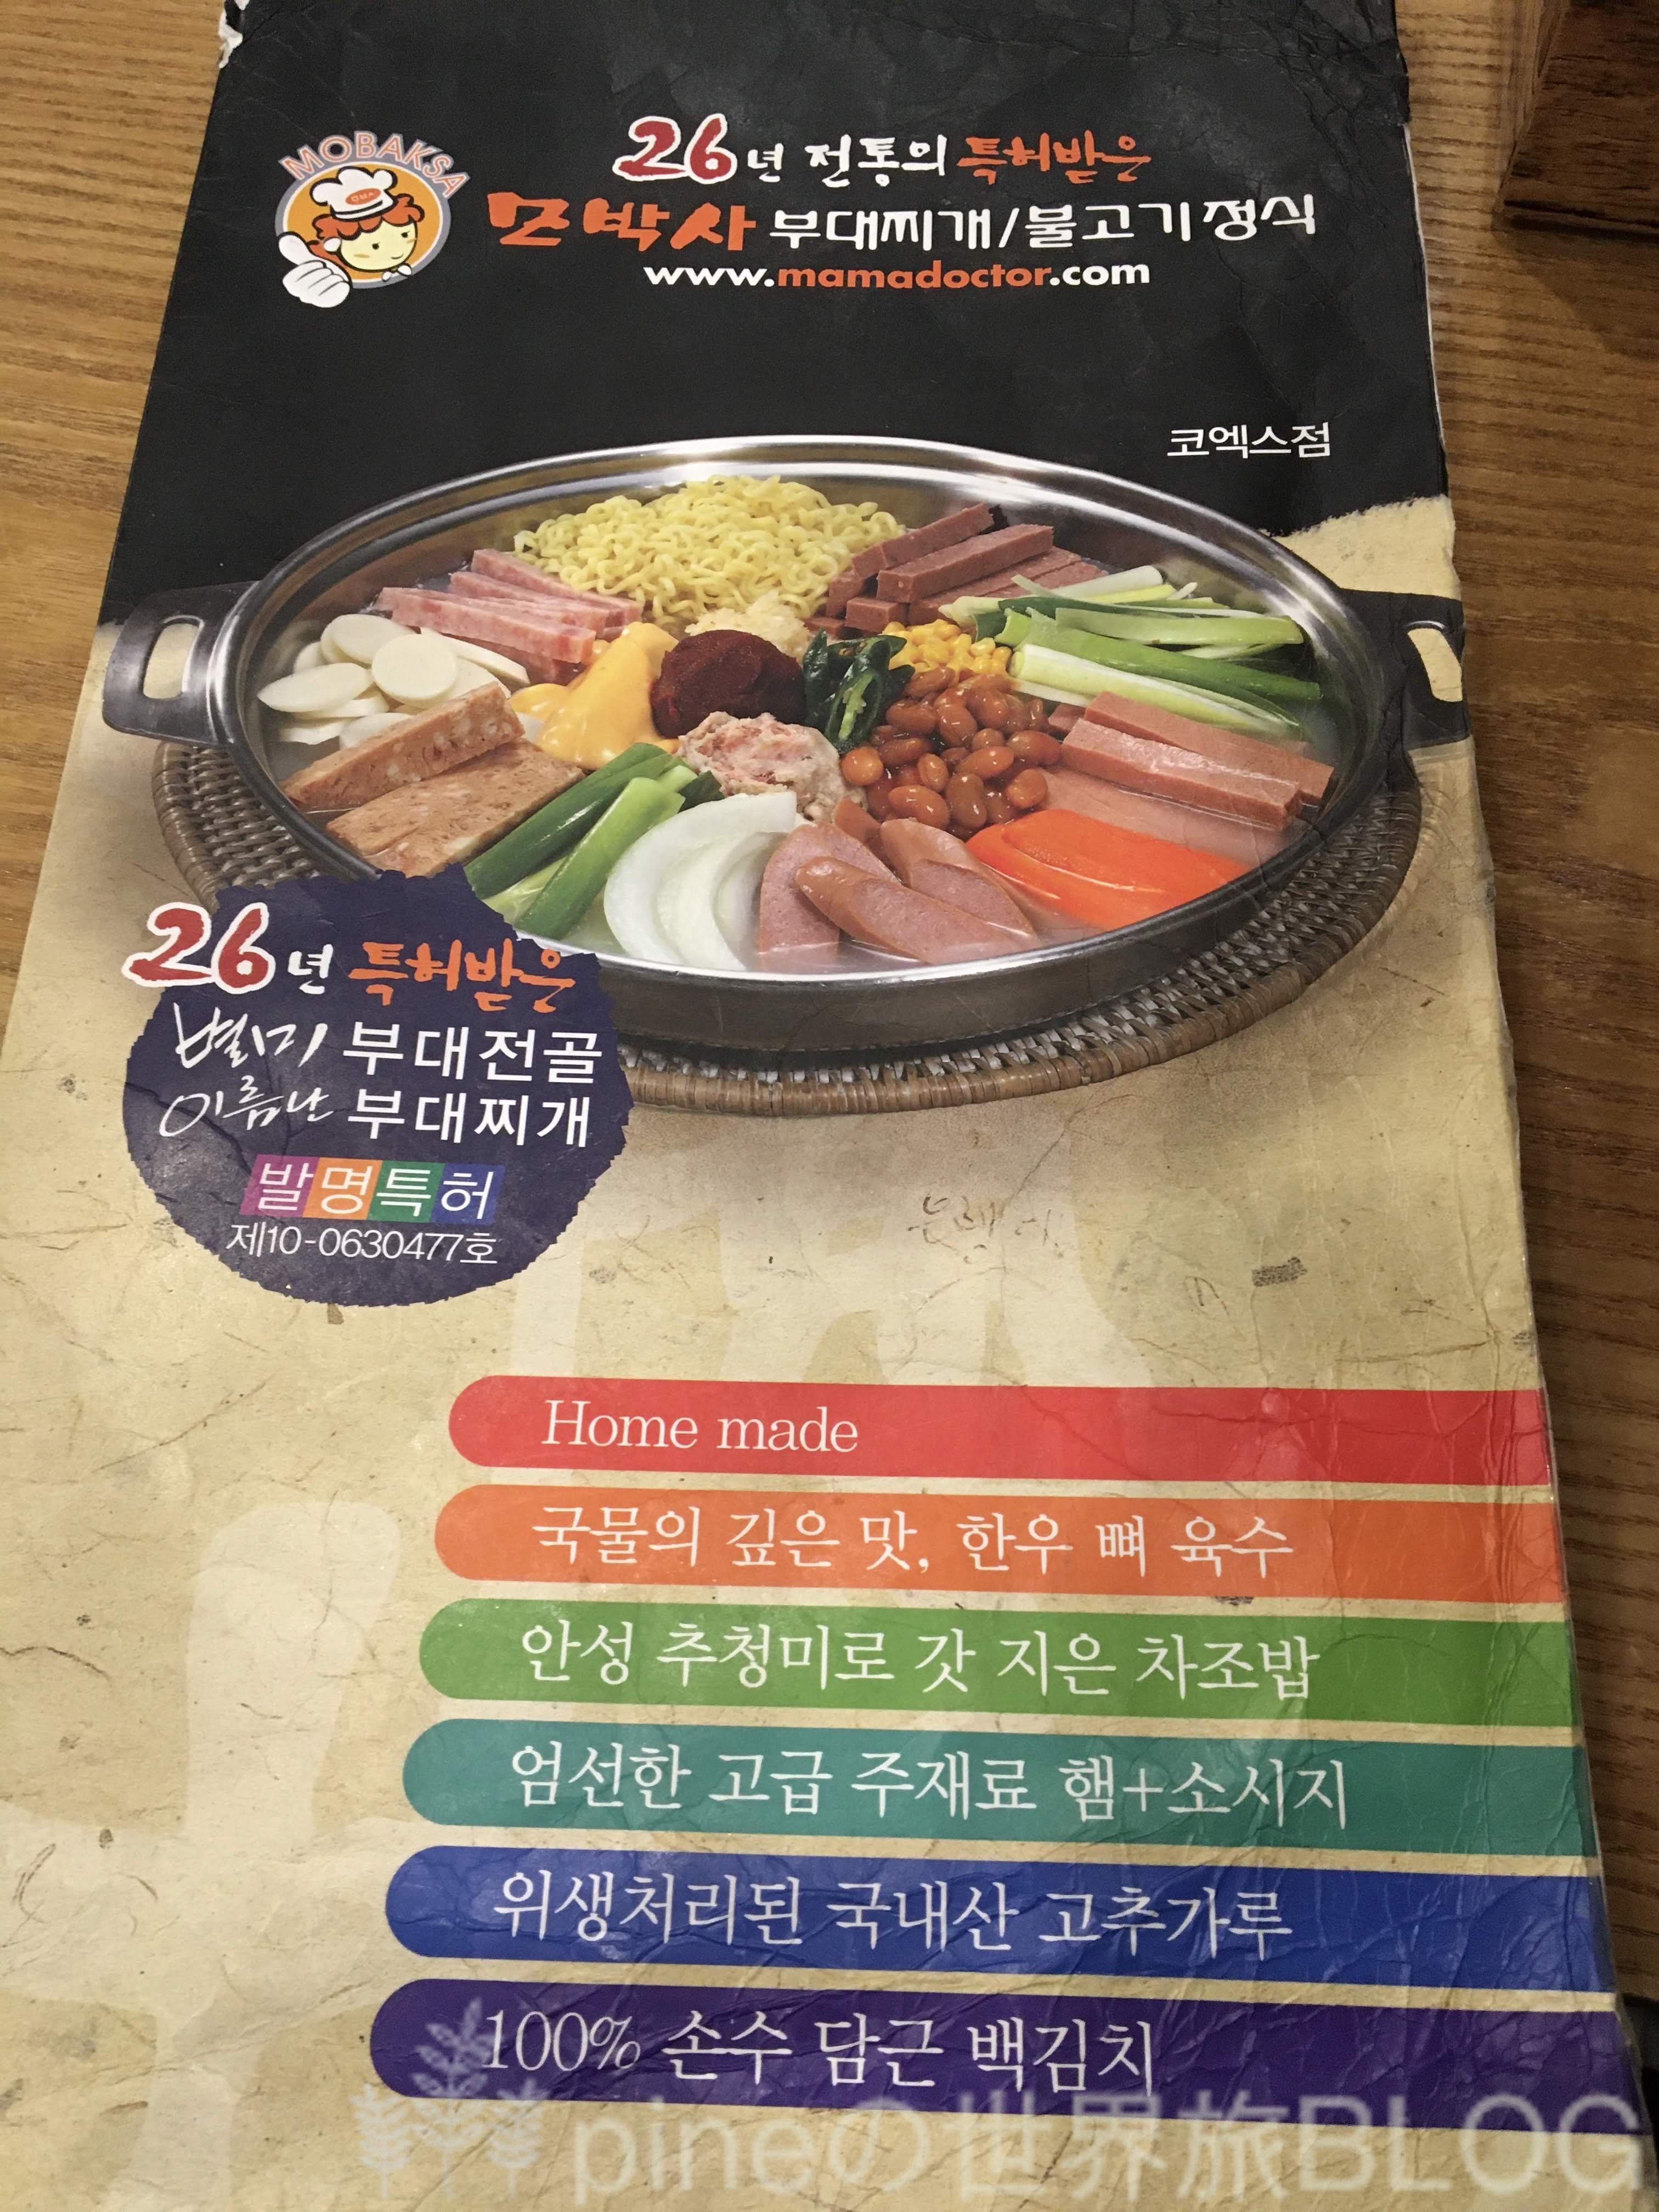 MOBAKSA
26년 전통의 특허받은
모박사 부대찌개/불고기정식
www.mamadoctor.com
코엑스점
26년 특허받은
별미 부대전골
이름난 부대찌개
발명특허
제10-0630477호
Home made
국물의 깊은 맛, 한우 뼈 육수
안성 추청미로 갓 지은 차조밥
엄선한 고급 주재료 햄+소시지
위생처리된 국내산 고추가루
100% 손수 담근 백김치
pineの世界旅BLOG